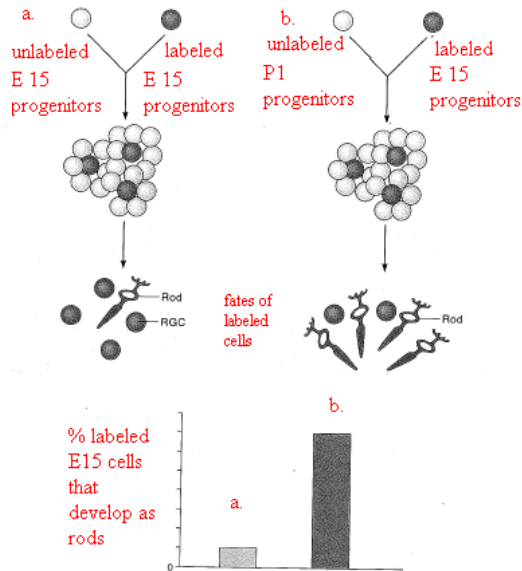 a.
unlabeled
E 15
progenitors
labeled
E 15
progenitors
b.
unlabeled
P1
progenitors
labeled
E 15
progenitors
Rod
RGC
fates of
labeled
cells
Rod
% labeled
E15 cells
that
develop as
rods
a.
b.
0